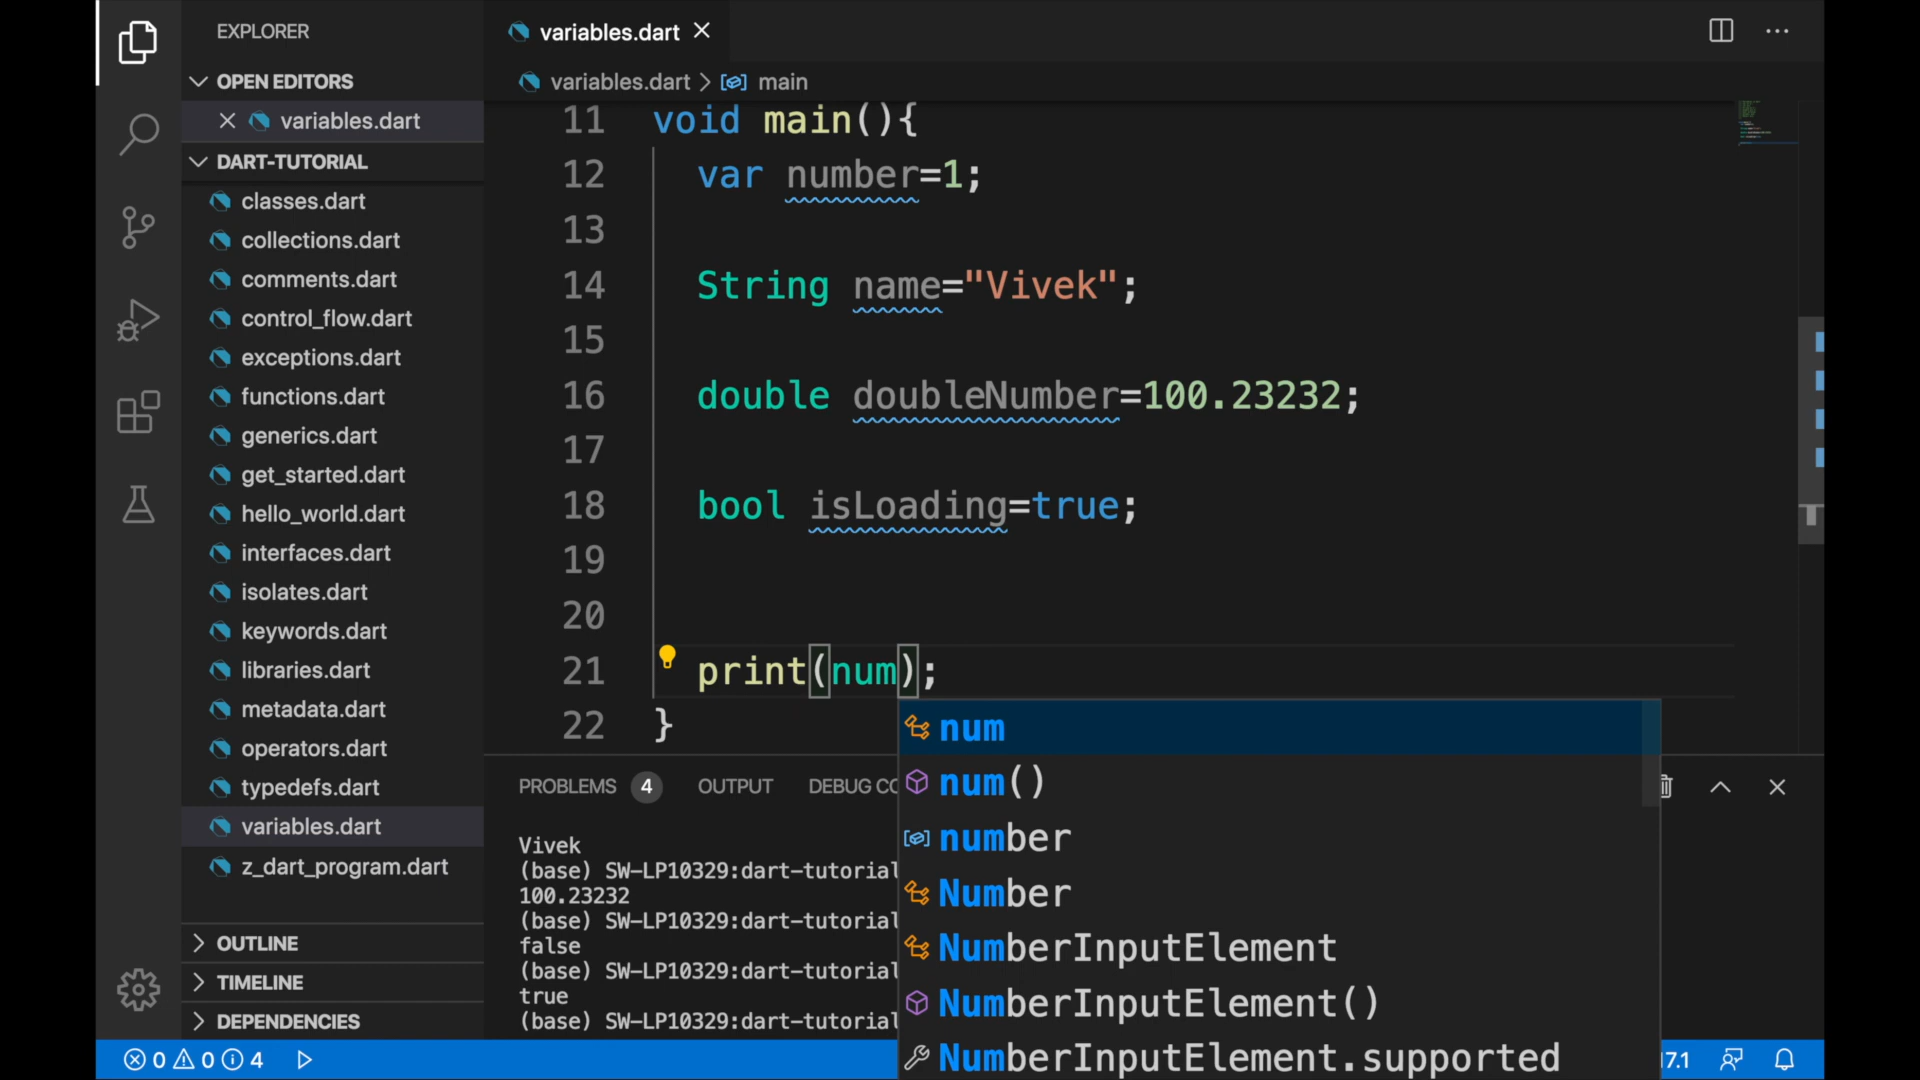 EXPLORER
OPEN EDITORS
variables.dart
DART-TUTORIAL
classes.dart
collections.dart
comments.dart
control_flow.dart
exceptions.dart
functions.dart
generics.dart
get_started.dart
hello_world.dart
interfaces.dart
isolates.dart
keywords.dart
libraries.dart
metadata.dart
operators.dart
typedefs.dart
variables.dart
z_dart_program.dart
OUTLINE
TIMELINE
DEPENDENCIES
variables.dart
variables.dart > main
11 void main(){
12 var number=1;
13
14 String name="Vivek";
15
16 double doubleNumber=100.23232;
17
18 bool isLoading=true;
19
20
21 print(num);
22 }
num
num()
number
Number
NumberInputElement
NumberInputElement()
NumberInputElement.supported
PROBLEMS 4 OUTPUT DEBUG CO
Vivek
(base) SW-LP10329:dart-tutorial
100.23232
(base) SW-LP10329:dart-tutorial
false
(base) SW-LP10329:dart-tutorial
true
(base) SW-LP10329:dart-tutorial
0 0 4 7.1